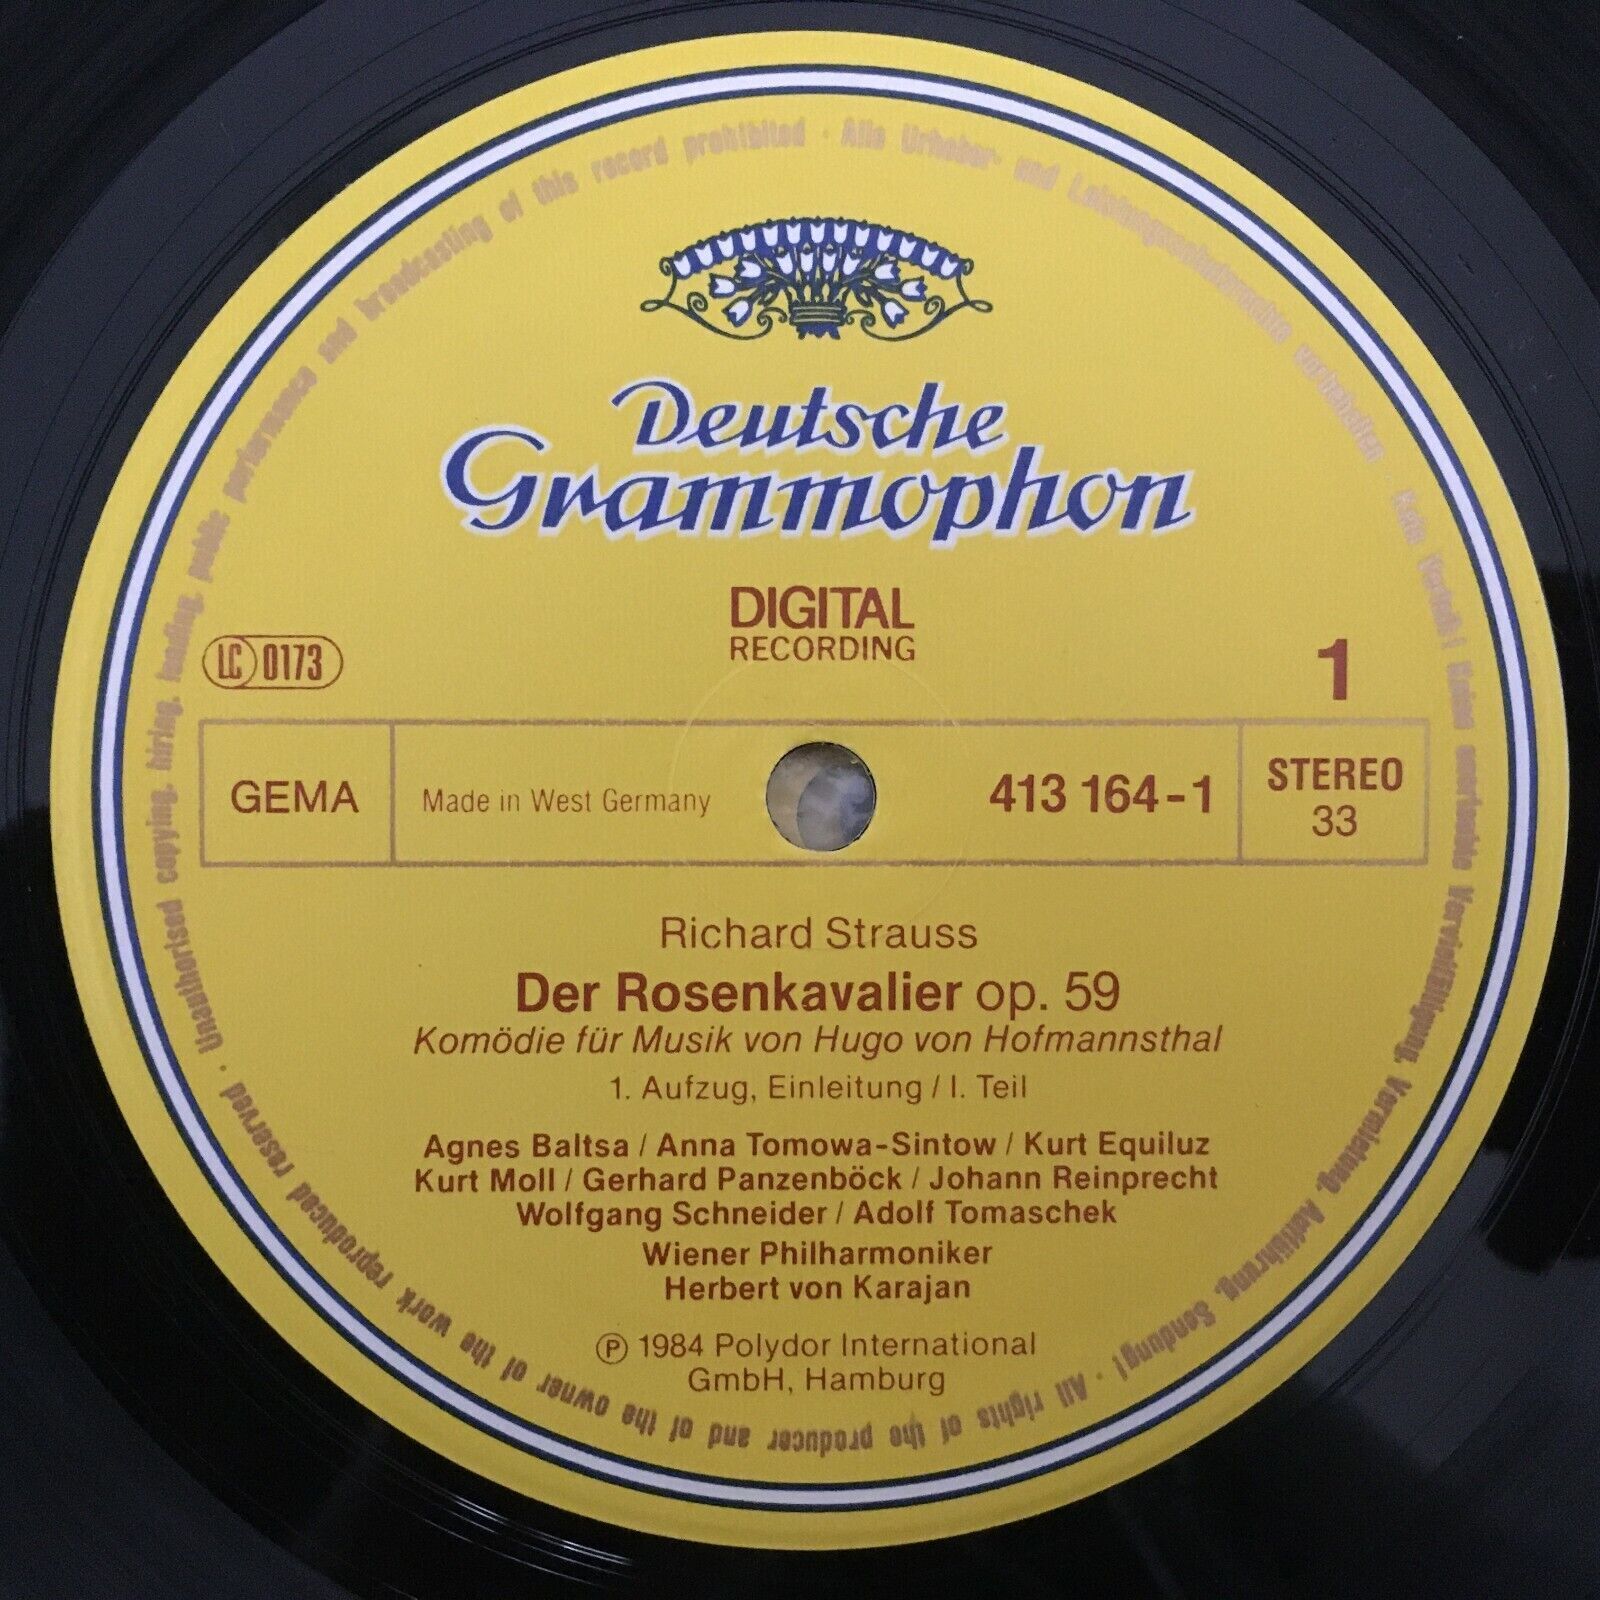 Deutsche
Grammophon
DIGITAL
RECORDING
LC 0173
1
GEMA
Made in West Germany
413 164-1
STEREO
33
Richard Strauss
Der Rosenkavalier op. 59
Komödie für Musik von Hugo von Hofmannsthal
1. Aufzug, Einleitung / I. Teil
Agnes Baltsa / Anna Tomowa-Sintow / Kurt Equiluz
Kurt Moll / Gerhard Panzenböck / Johann Reinprecht
Wolfgang Schneider / Adolf Tomaschek
Wiener Philharmoniker
Herbert von Karajan
℗ 1984 Polydor International
GmbH, Hamburg
Alle Urheber- und Leistungsschutzrechte vorbehalten · Kein Verleih! Keine unerlaubte Vervielfältigung, Vermietung, Aufführung, Sendung! · All rights of the producer and of the owner of the work reproduced reserved · Unauthorised copying, hiring, lending, public performance and broadcasting of this record prohibited ·